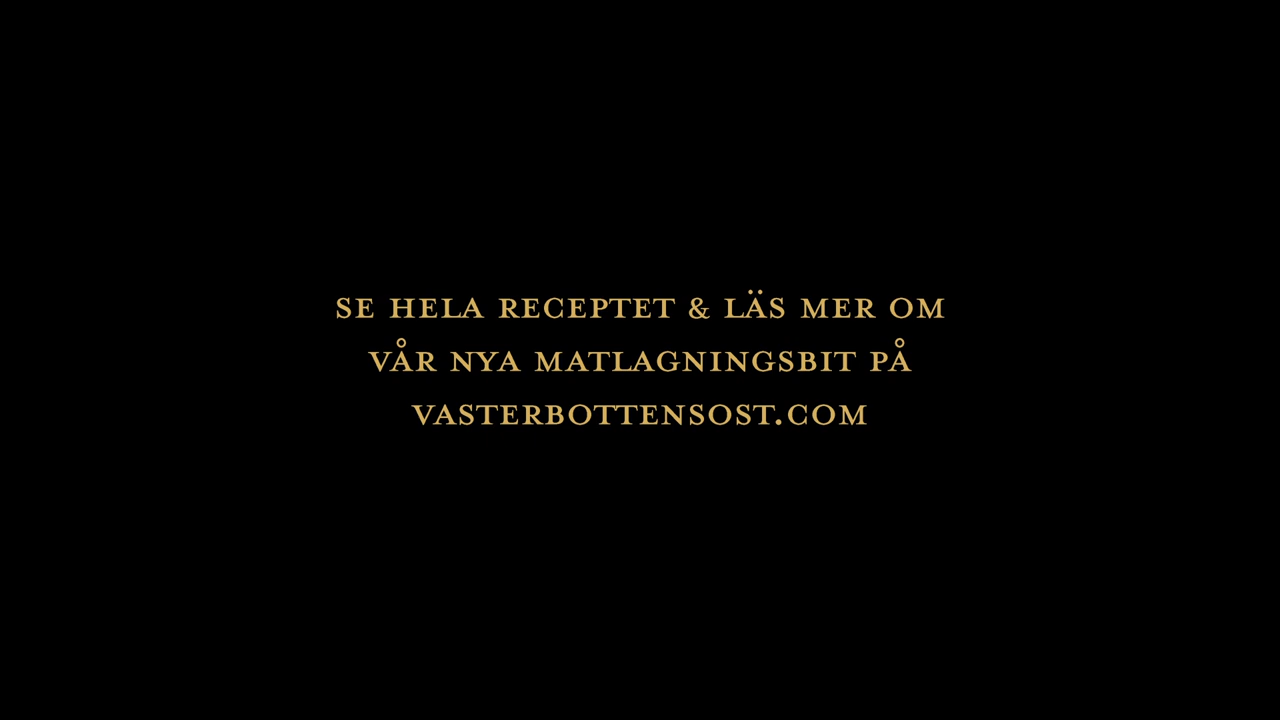 SE HELA RECEPTET & LÄS MER OM
VÅR NYA MATLAGNINGSBIT PÅ
VASTERBOTTENSOST.COM